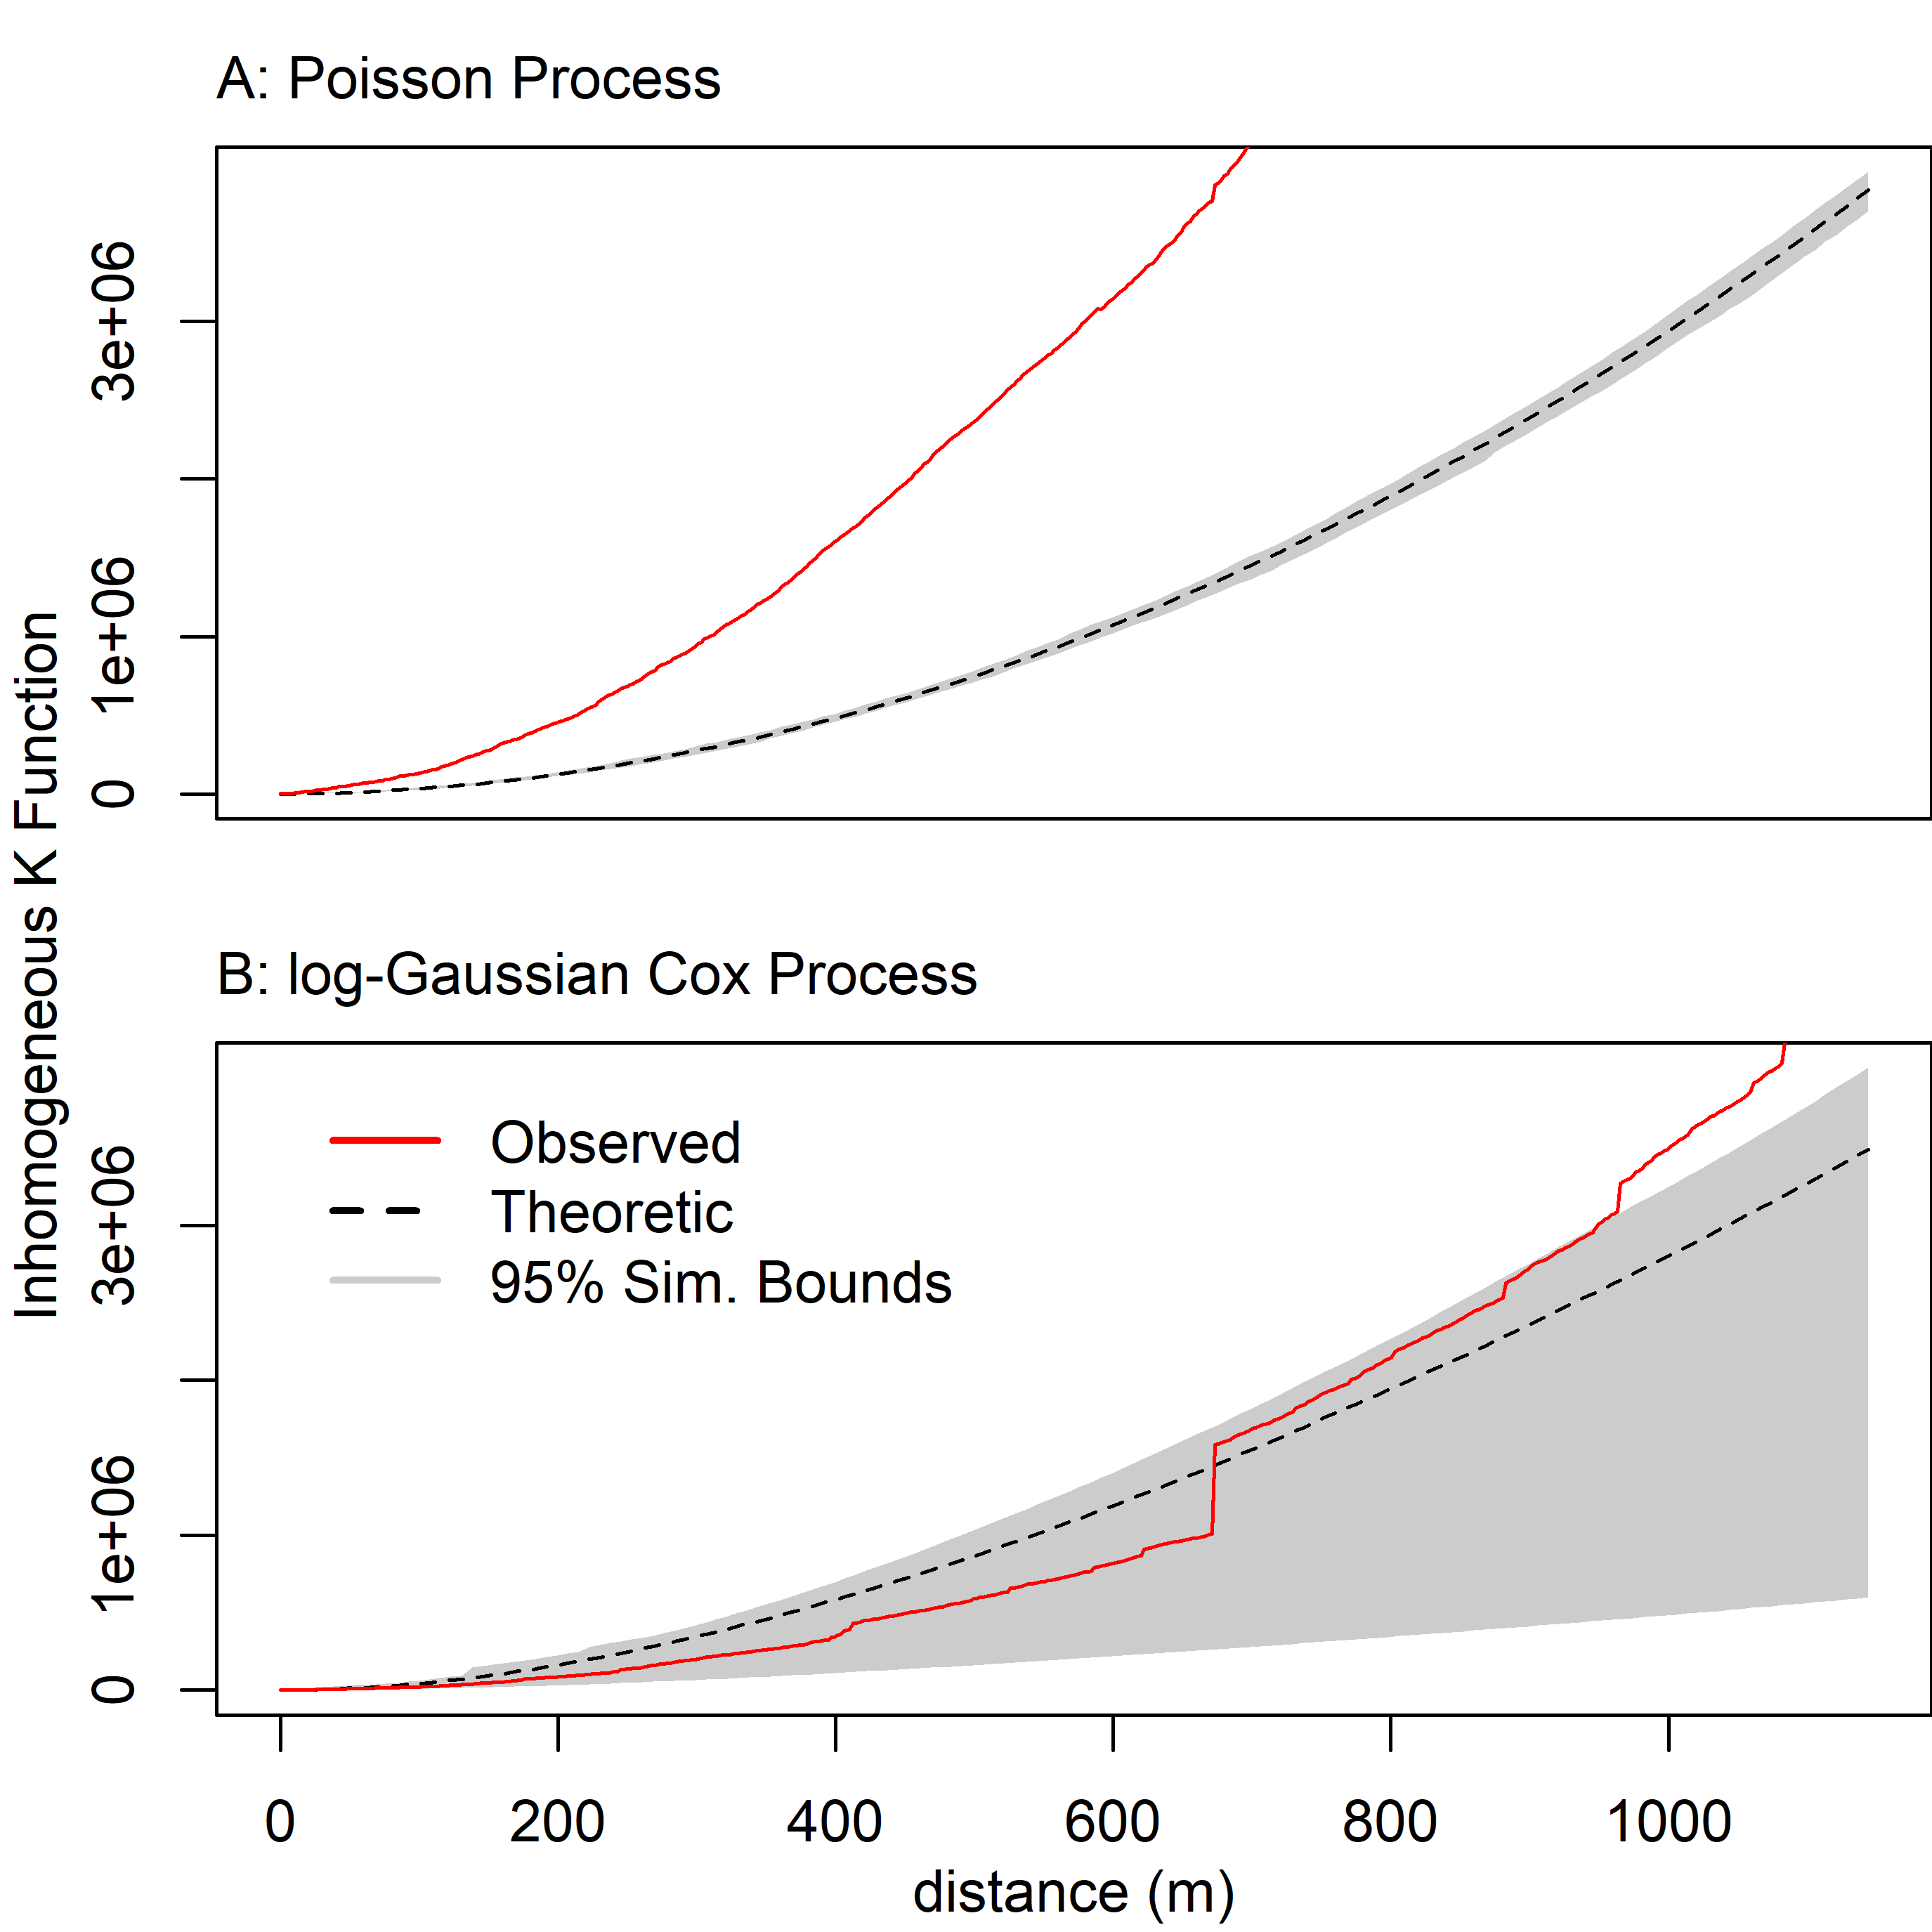 A: Poisson Process
3e+06
1e+06
0
Inhomogeneous K Function
B: log-Gaussian Cox Process
Observed
Theoretic
95% Sim. Bounds
3e+06
1e+06
0
0 200 400 600 800 1000
distance (m)